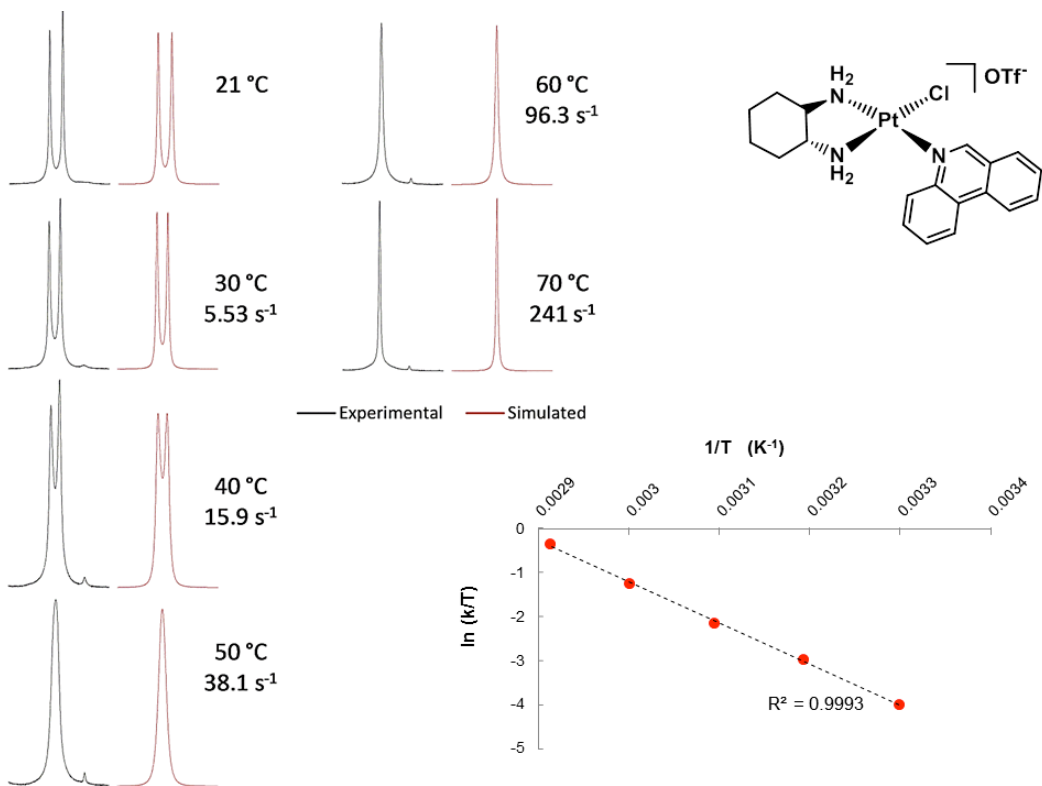 21 °C
60 °C
96.3 s⁻¹
30 °C
5.53 s⁻¹
70 °C
241 s⁻¹
H₂
N
Cl
Pt
N
H₂
N
OTf⁻
Experimental
Simulated
40 °C
15.9 s⁻¹
50 °C
38.1 s⁻¹
1/T (K⁻¹)
0.0029
0.003
0.0031
0.0032
0.0033
0.0034
0
-1
-2
-3
-4
-5
ln (k/T)
R² = 0.9993